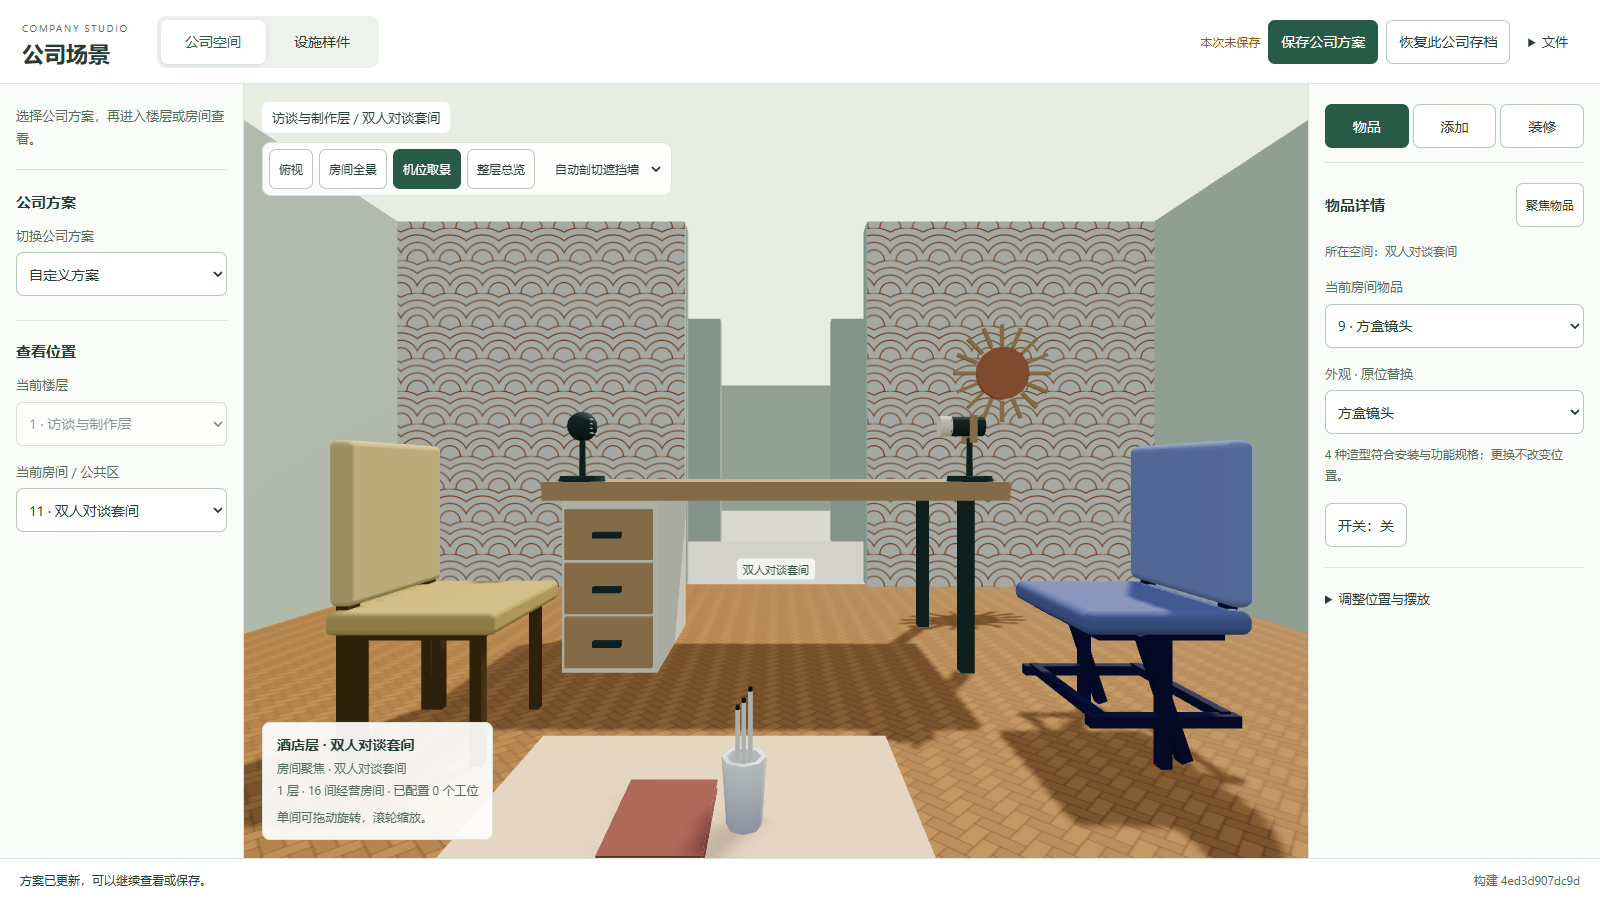 COMPANY STUDIO
公司场景
公司空间
设施样件
本次未保存
保存公司方案
恢复此公司存档
▶ 文件
选择公司方案，再进入楼层或房间查
看。
公司方案
切换公司方案
自定义方案
查看位置
当前楼层
1 · 访谈与制作层
当前房间 / 公共区
11 · 双人对谈套间
访谈与制作层 / 双人对谈套间
俯视
房间全景
机位取景
整层总览
自动剖切遮挡墙
双人对谈套间
酒店层 · 双人对谈套间
房间聚焦 · 双人对谈套间
1 层 · 16 间经营房间 · 已配置 0 个工位
单间可拖动旋转，滚轮缩放。
物品
添加
装修
物品详情
聚焦物品
所在空间：双人对谈套间
当前房间物品
9 · 方盒镜头
外观 · 原位替换
方盒镜头
4 种造型符合安装与功能规格；更换不改变位
置。
开关：关
▶ 调整位置与摆放
方案已更新，可以继续查看或保存。
构建 4ed3d907dc9d